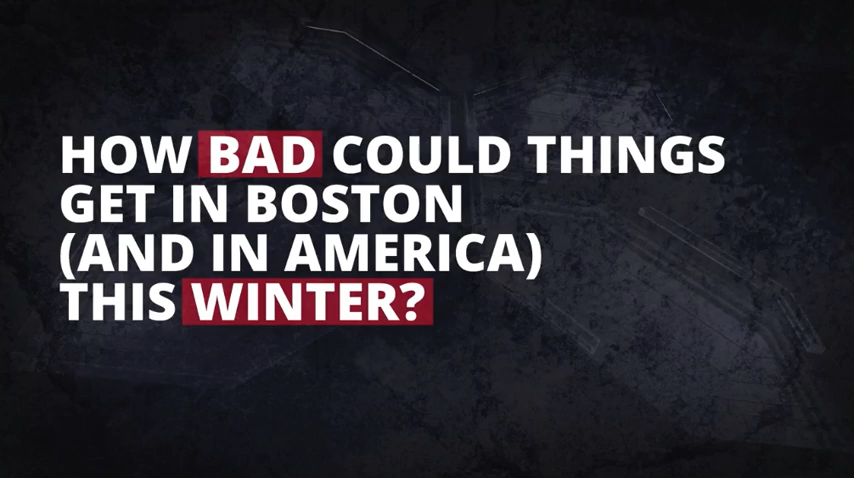 HOW BAD COULD THINGS
GET IN BOSTON
(AND IN AMERICA)
THIS WINTER?